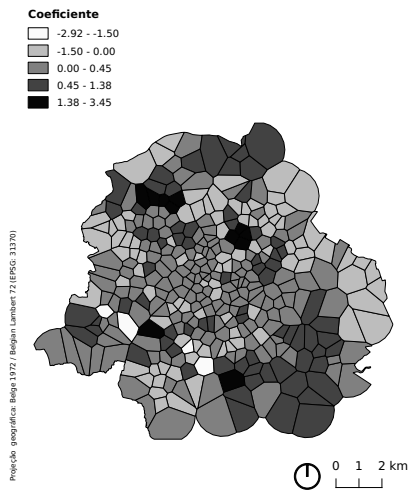 Coeficiente
-2.92 - -1.50
-1.50 - 0.00
0.00 - 0.45
0.45 - 1.38
1.38 - 3.45
Projeção geográfica: Belge 1972 / Belgian Lambert 72 (EPSG: 31370)
0 1 2 km